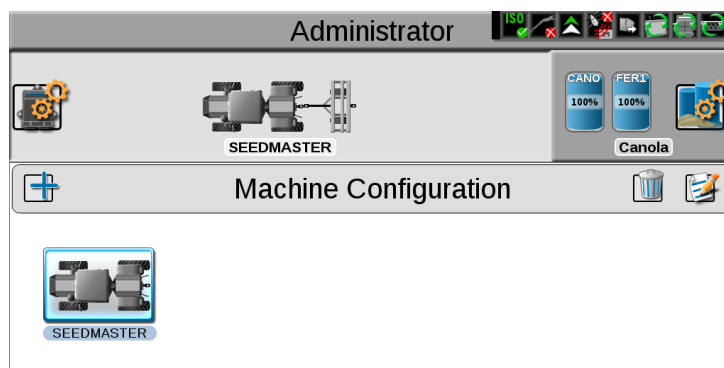 Administrator
ISO
SEEDMASTER
CANO
100%
FER1
100%
Canola
Machine Configuration
SEEDMASTER